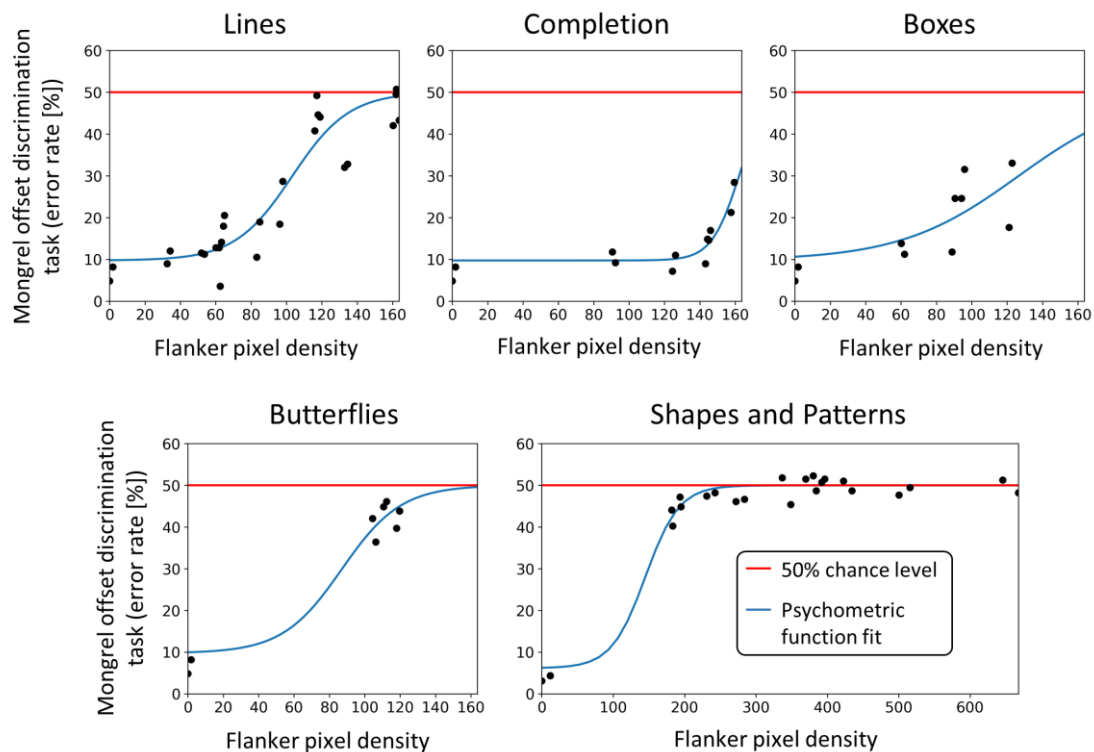 Lines
Completion
Boxes
Mongrel offset discrimination
task (error rate [%])
60
50
40
30
20
10
0
0 20 40 60 80 100 120 140 160
Flanker pixel density
60
50
40
30
20
10
0
0 20 40 60 80 100 120 140 160
Flanker pixel density
60
50
40
30
20
10
0
0 20 40 60 80 100 120 140 160
Flanker pixel density
Butterflies
Shapes and Patterns
Mongrel offset discrimination
task (error rate [%])
60
50
40
30
20
10
0
0 20 40 60 80 100 120 140 160
Flanker pixel density
60
50
40
30
20
10
0
0 100 200 300 400 500 600
Flanker pixel density
50% chance level
Psychometric
function fit